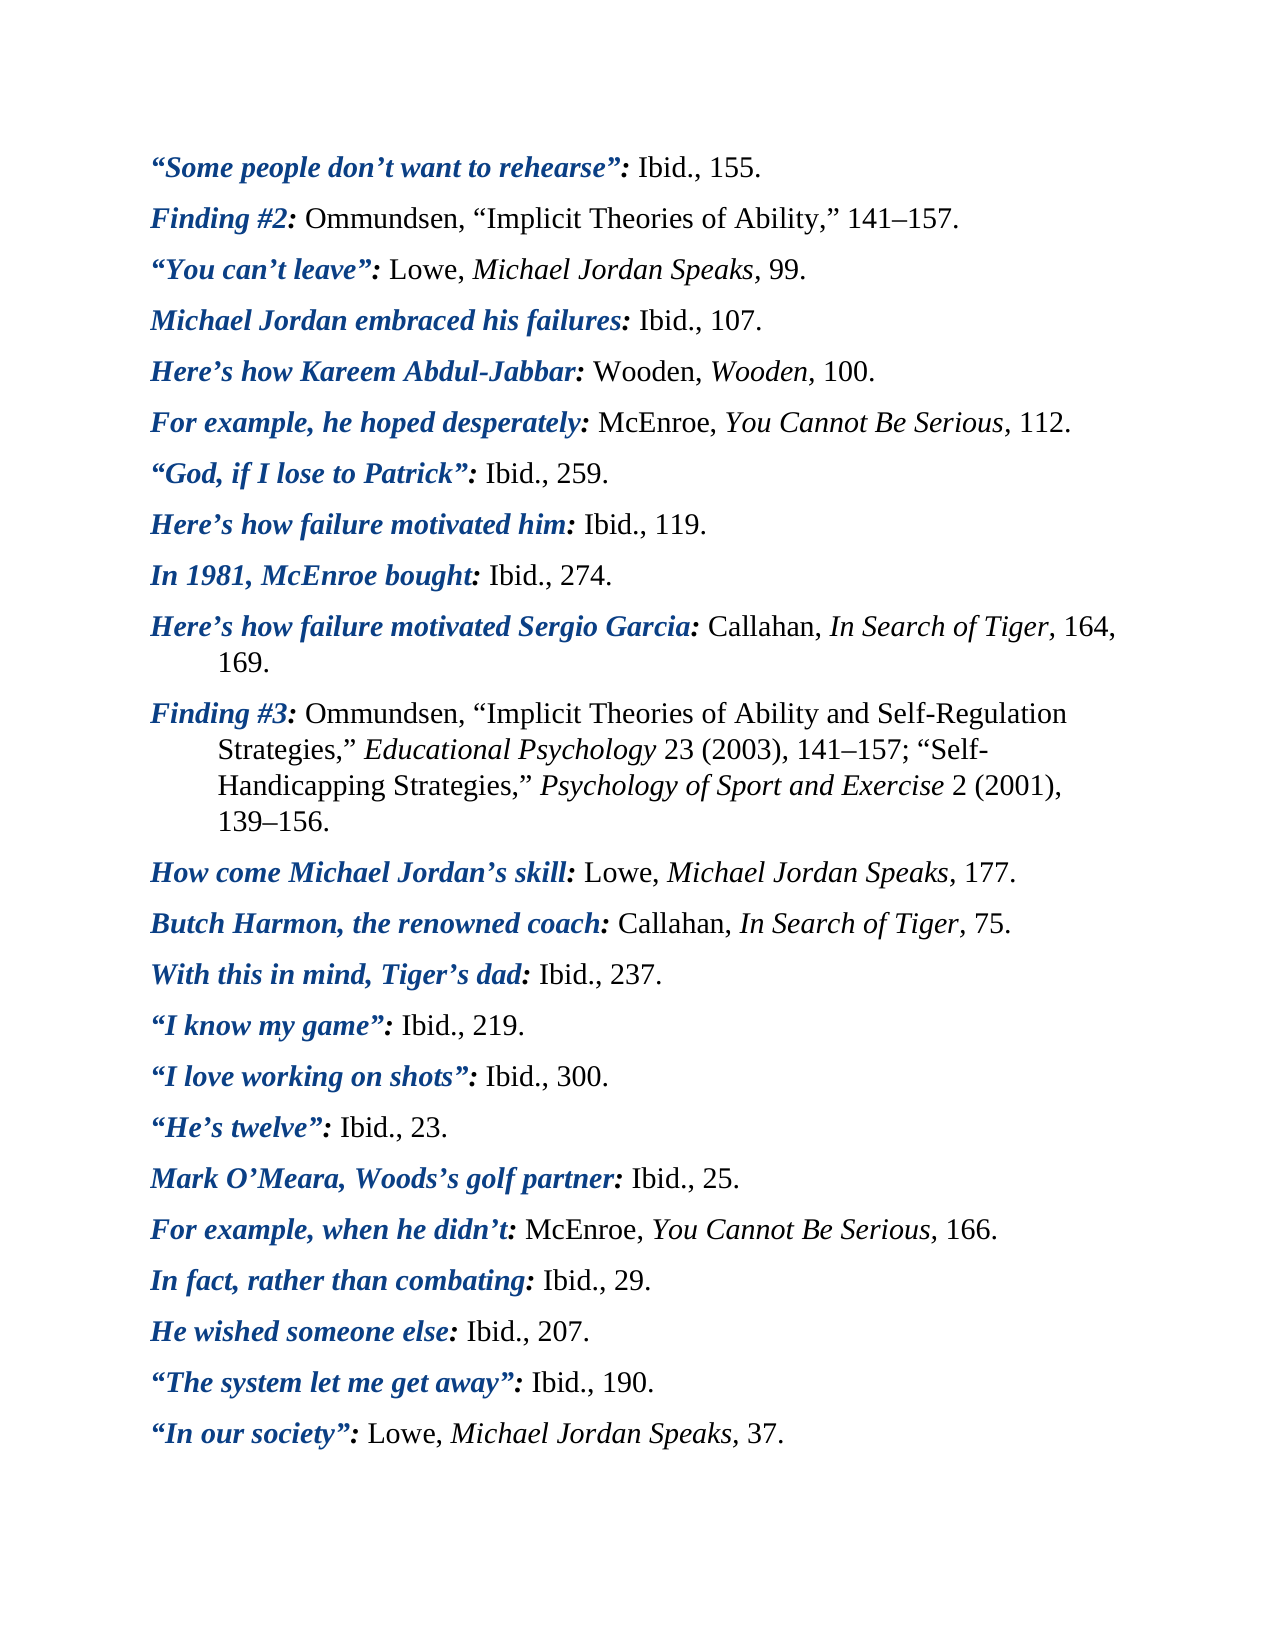 “Some people don’t want to rehearse”: Ibid., 155.
Finding #2: Ommundsen, “Implicit Theories of Ability,” 141–157.
“You can’t leave”: Lowe, Michael Jordan Speaks, 99.
Michael Jordan embraced his failures: Ibid., 107.
Here’s how Kareem Abdul-Jabbar: Wooden, Wooden, 100.
For example, he hoped desperately: McEnroe, You Cannot Be Serious, 112.
“God, if I lose to Patrick”: Ibid., 259.
Here’s how failure motivated him: Ibid., 119.
In 1981, McEnroe bought: Ibid., 274.
Here’s how failure motivated Sergio Garcia: Callahan, In Search of Tiger, 164,
169.
Finding #3: Ommundsen, “Implicit Theories of Ability and Self-Regulation
Strategies,” Educational Psychology 23 (2003), 141–157; “Self-
Handicapping Strategies,” Psychology of Sport and Exercise 2 (2001),
139–156.
How come Michael Jordan’s skill: Lowe, Michael Jordan Speaks, 177.
Butch Harmon, the renowned coach: Callahan, In Search of Tiger, 75.
With this in mind, Tiger’s dad: Ibid., 237.
“I know my game”: Ibid., 219.
“I love working on shots”: Ibid., 300.
“He’s twelve”: Ibid., 23.
Mark O’Meara, Woods’s golf partner: Ibid., 25.
For example, when he didn’t: McEnroe, You Cannot Be Serious, 166.
In fact, rather than combating: Ibid., 29.
He wished someone else: Ibid., 207.
“The system let me get away”: Ibid., 190.
“In our society”: Lowe, Michael Jordan Speaks, 37.